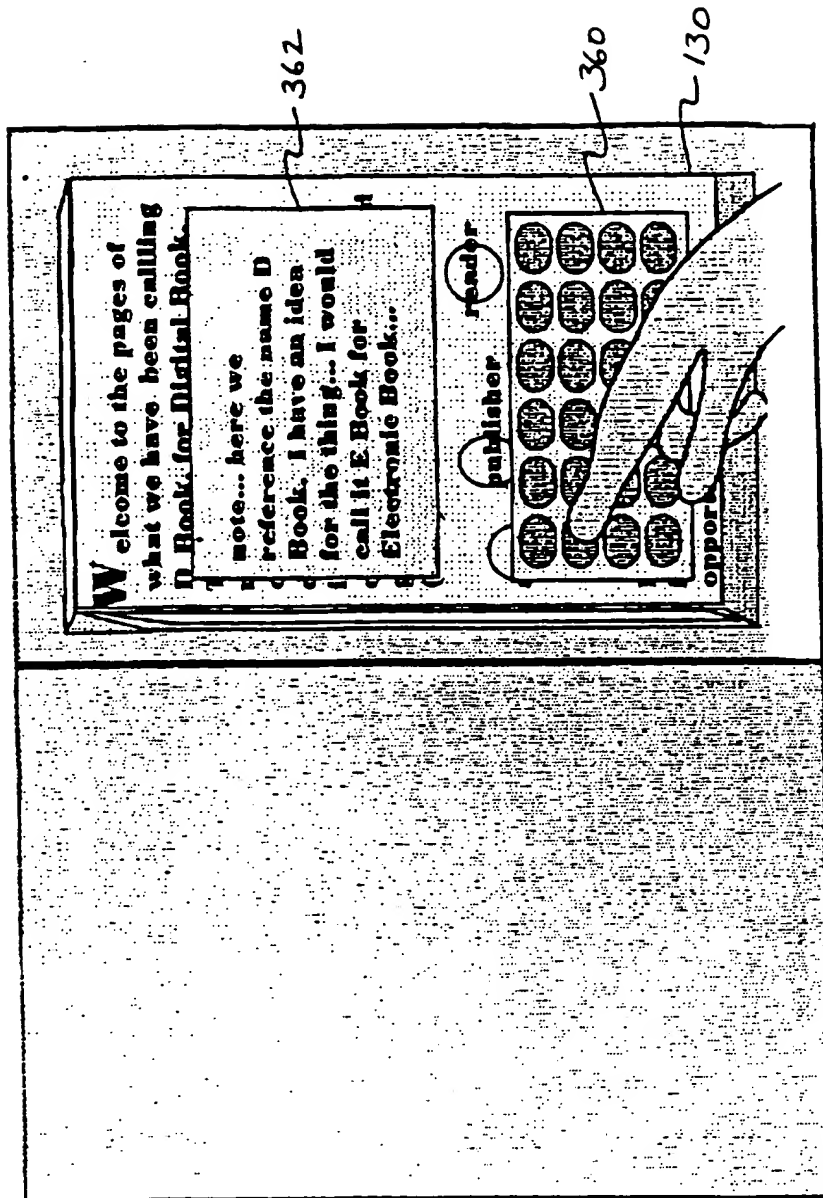 Welcome to the pages of
what we have been callling
D Book, for Digital Book.
note... here we
reference the name D
Book. I have an idea
for the thing... I would
call it E Book for
Electronic Book...
publisher
reador
oppor
362
360
130